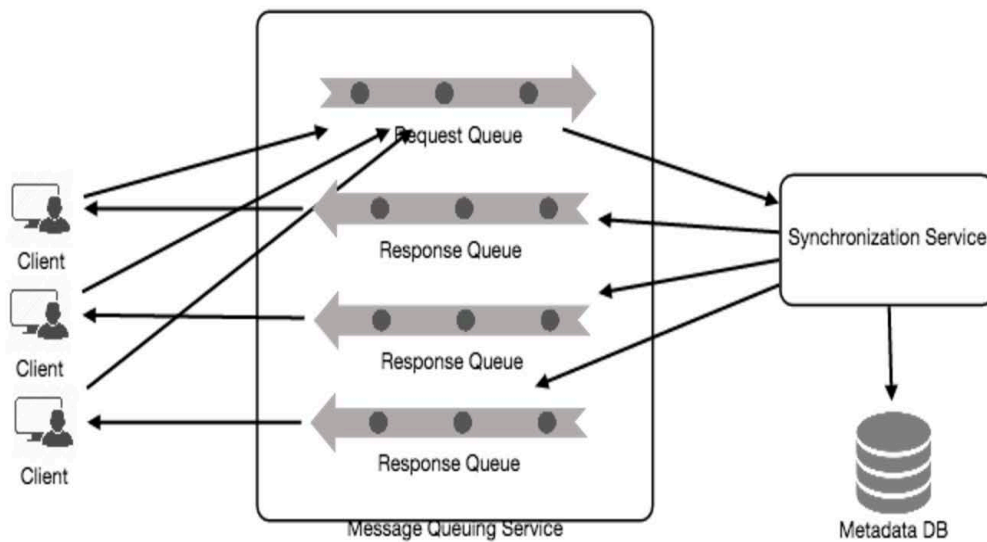 Request Queue
Client
Response Queue
Synchronization Service
Client
Response Queue
Client
Response Queue
Message Queuing Service
Metadata DB